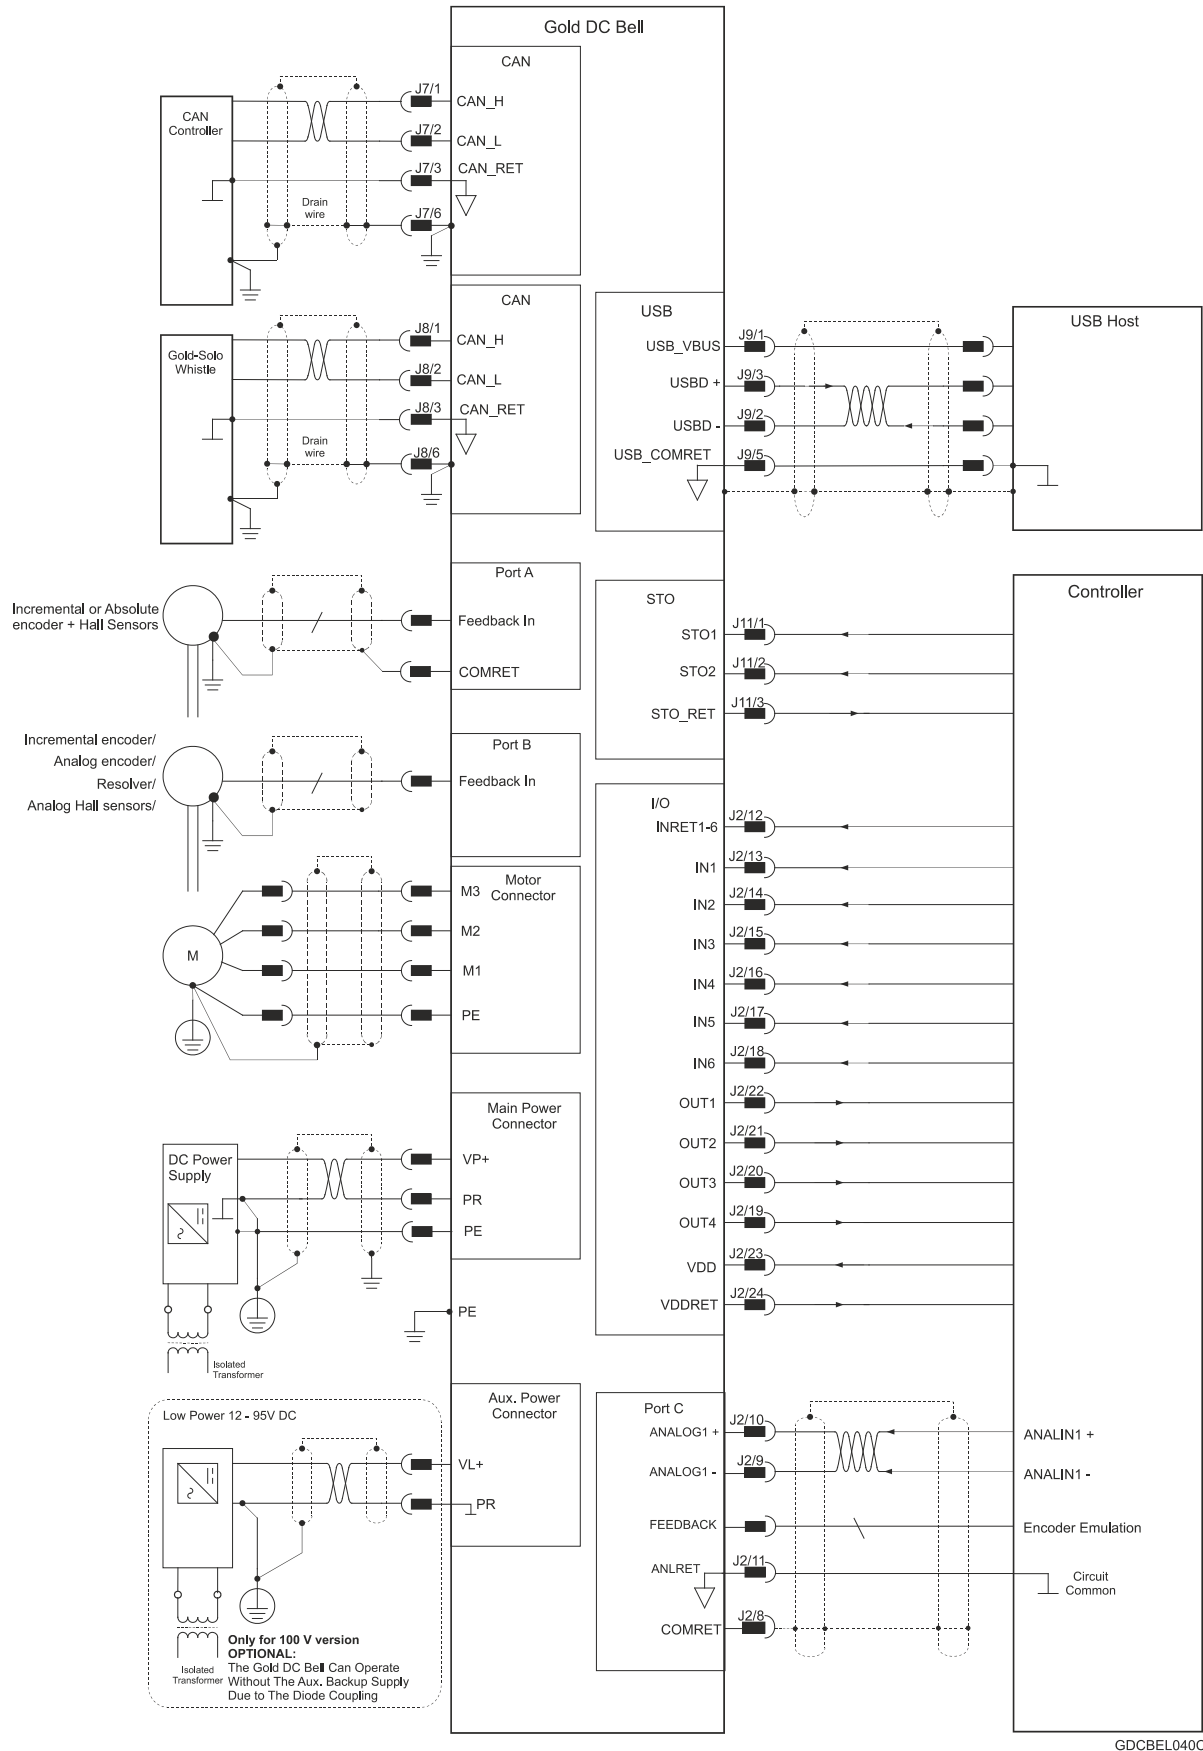 Gold DC Bell
CAN
CAN
Controller
J7/1
CAN_H
J7/2
CAN_L
J7/3
CAN_RET
Drain
wire
J7/6
CAN
Gold-Solo
Whistle
J8/1
CAN_H
J8/2
CAN_L
J8/3
CAN_RET
Drain
wire
J8/6
USB
USB_VBUS
J9/1
USBD +
J9/3
USBD -
J9/2
USB_COMRET
J9/5
USB Host
Port A
Incremental or Absolute
encoder + Hall Sensors
Feedback In
COMRET
Port B
Incremental encoder/
Analog encoder/
Resolver/
Analog Hall sensors/
Feedback In
Motor
Connector
M
M3
M2
M1
PE
Main Power
Connector
DC Power
Supply
VP+
PR
PE
PE
Isolated
Transformer
Aux. Power
Connector
Low Power 12 - 95V DC
VL+
PR
Isolated
Transformer
Only for 100 V version
OPTIONAL:
The Gold DC Bell Can Operate
Without The Aux. Backup Supply
Due to The Diode Coupling
STO
STO1
J11/1
STO2
J11/2
STO_RET
J11/3
Controller
I/O
INRET1-6
J2/12
IN1
J2/13
IN2
J2/14
IN3
J2/15
IN4
J2/16
IN5
J2/17
IN6
J2/18
OUT1
J2/22
OUT2
J2/21
OUT3
J2/20
OUT4
J2/19
VDD
J2/23
VDDRET
J2/24
Port C
ANALOG1 +
J2/10
ANALIN1 +
ANALOG1 -
J2/9
ANALIN1 -
FEEDBACK
Encoder Emulation
ANLRET
J2/11
Circuit
Common
COMRET
J2/8
GDCBEL040C